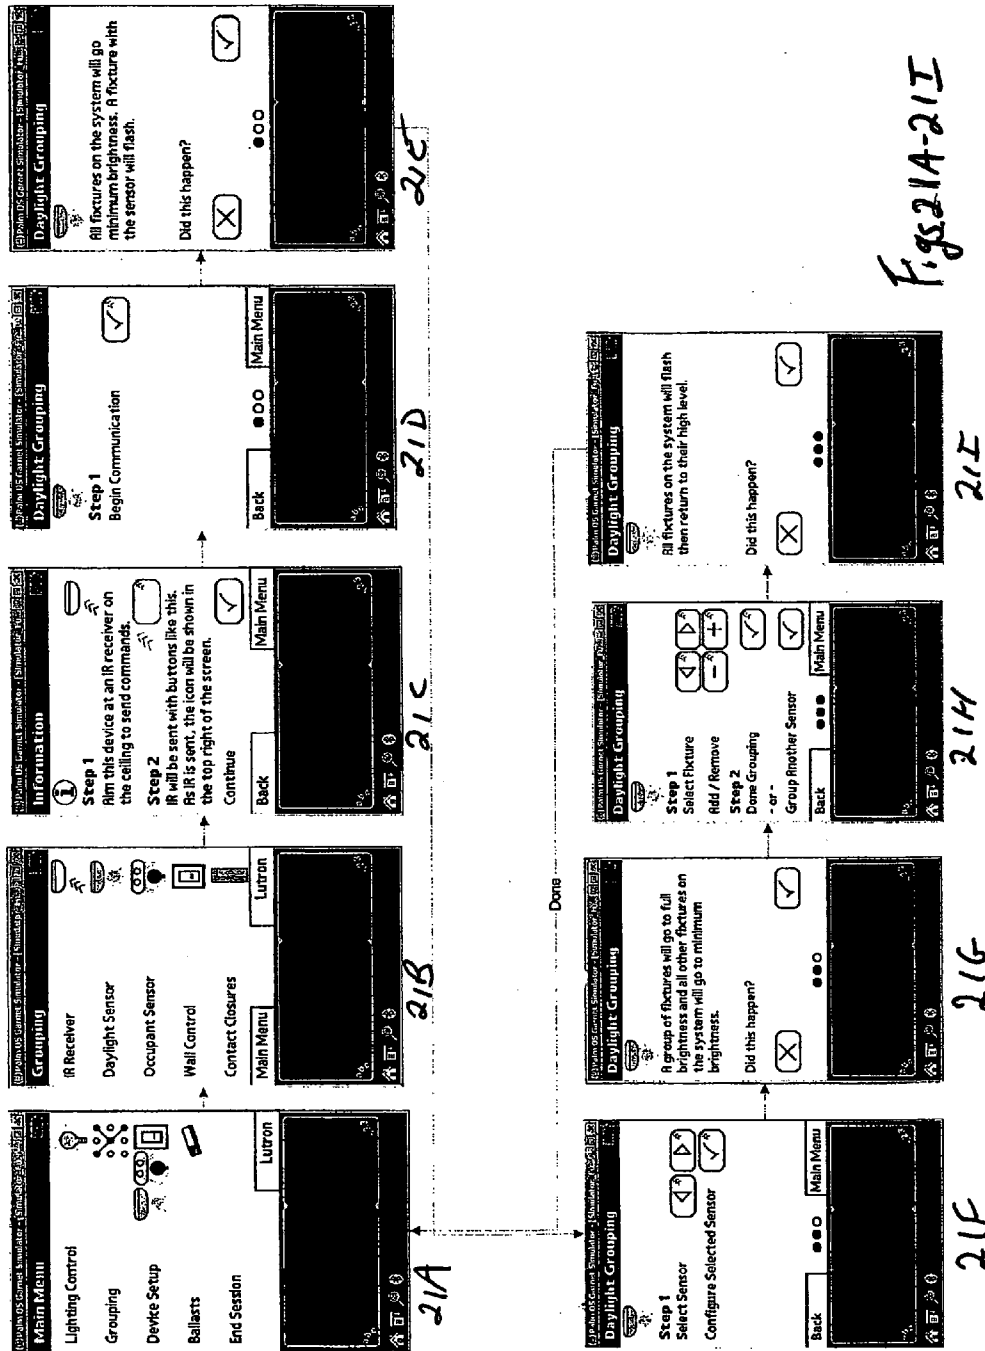 Main Menu
Lighting Control
Grouping
Device Setup
Ballasts
End Session
Lutron
21A
Grouping
IR Receiver
Daylight Sensor
Occupant Sensor
Wall Control
Contact Closures
Main Menu
Lutron
21B
Information
Step 1
Aim this device at an IR receiver on
the ceiling to send commands.
Step 2
IR will be sent with buttons like this.
As IR is sent, the icon will be shown in
the top right of the screen.
Continue
Back
Main Menu
21C
Daylight Grouping
Step 1
Begin Communication
Back
Main Menu
21D
Daylight Grouping
All fixtures on the system will go
minimum brightness. A fixture with
the sensor will flash.
Did this happen?
21E
Done
Daylight Grouping
Step 1
Select Sensor
Configure Selected Sensor
Back
Main Menu
21F
Daylight Grouping
A group of fixtures will go to full
brightness and all other fixtures on
the system will go to minimum
brightness.
Did this happen?
21G
Daylight Grouping
Step 1
Select Fixture
Add / Remove
Step 2
Done Grouping
- or -
Group Another Sensor
Back
Main Menu
21H
Daylight Grouping
All fixtures on the system will flash
then return to their high level.
Did this happen?
21I
Figs. 21A-21I